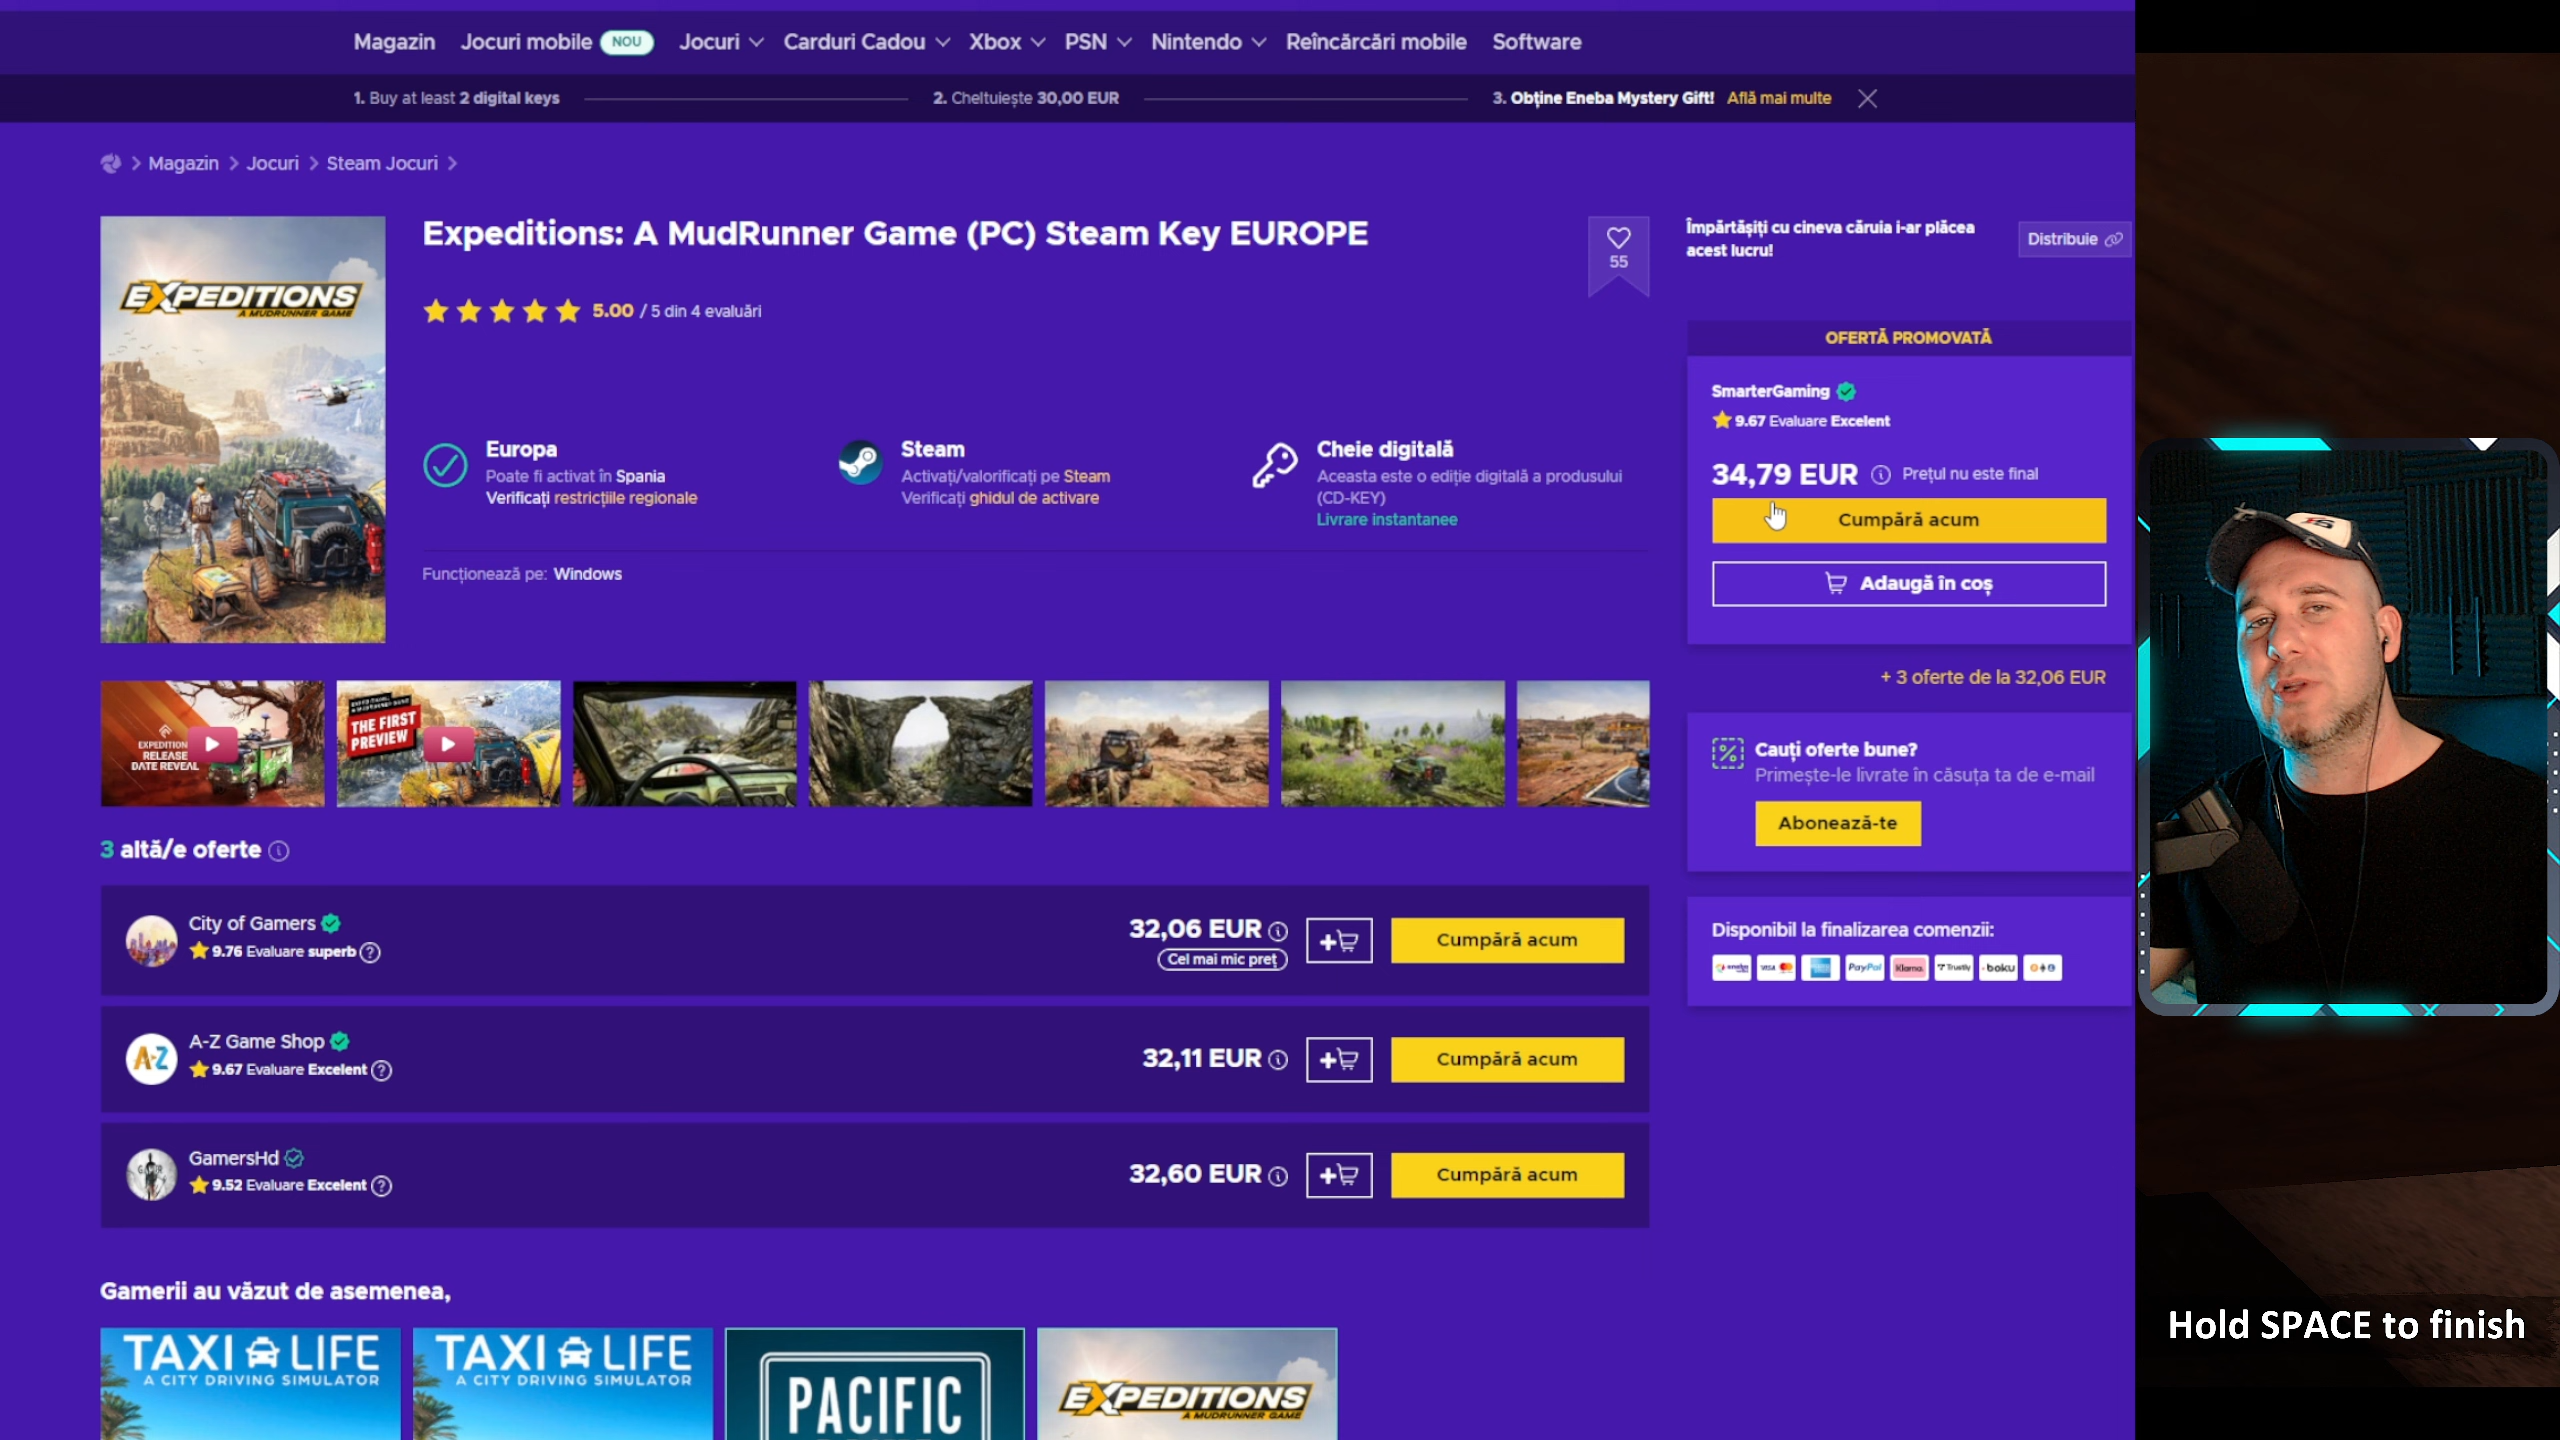 Magazin Jocuri mobile NOU Jocuri Carduri Cadou Xbox PSN Nintendo Reîncărcări mobile Software
1. Buy at least 2 digital keys 2. Cheltuiește 30,00 EUR 3. Obține Eneba Mystery Gift! Află mai multe
Magazin Jocuri Steam Jocuri
EXPEDITIONS
A MUDRUNNER GAME
Expeditions: A MudRunner Game (PC) Steam Key EUROPE
55
5.00 / 5 din 4 evaluări
Europa
Poate fi activat în Spania
Verificați restricțiile regionale
Steam
Activați/valorificați pe Steam
Verificați ghidul de activare
Cheie digitală
Aceasta este o ediție digitală a produsului
(CD-KEY)
Livrare instantanee
Funcționează pe: Windows
Împărtășiți cu cineva căruia i-ar plăcea
acest lucru!
Distribuie
OFERTĂ PROMOVATĂ
SmarterGaming
9.67 Evaluare Excelent
34,79 EUR Prețul nu este final
Cumpără acum
Adaugă în coș
+ 3 oferte de la 32,06 EUR
Cauți oferte bune?
Primește-le livrate în căsuța ta de e-mail
Abonează-te
Disponibil la finalizarea comenzii:
VISA PayPal Klarna. Trustly boku
EXPEDITION
RELEASE
DATE REVEAL
THE FIRST
PREVIEW
3 altă/e oferte
City of Gamers
9.76 Evaluare superb
32,06 EUR
Cel mai mic preț
Cumpără acum
A-Z
A-Z Game Shop
9.67 Evaluare Excelent
32,11 EUR
Cumpără acum
GamersHd
9.52 Evaluare Excelent
32,60 EUR
Cumpără acum
Gamerii au văzut de asemenea,
TAXI LIFE
A CITY DRIVING SIMULATOR
TAXI LIFE
A CITY DRIVING SIMULATOR
PACIFIC
EXPEDITIONS
A MUDRUNNER GAME
Hold SPACE to finish